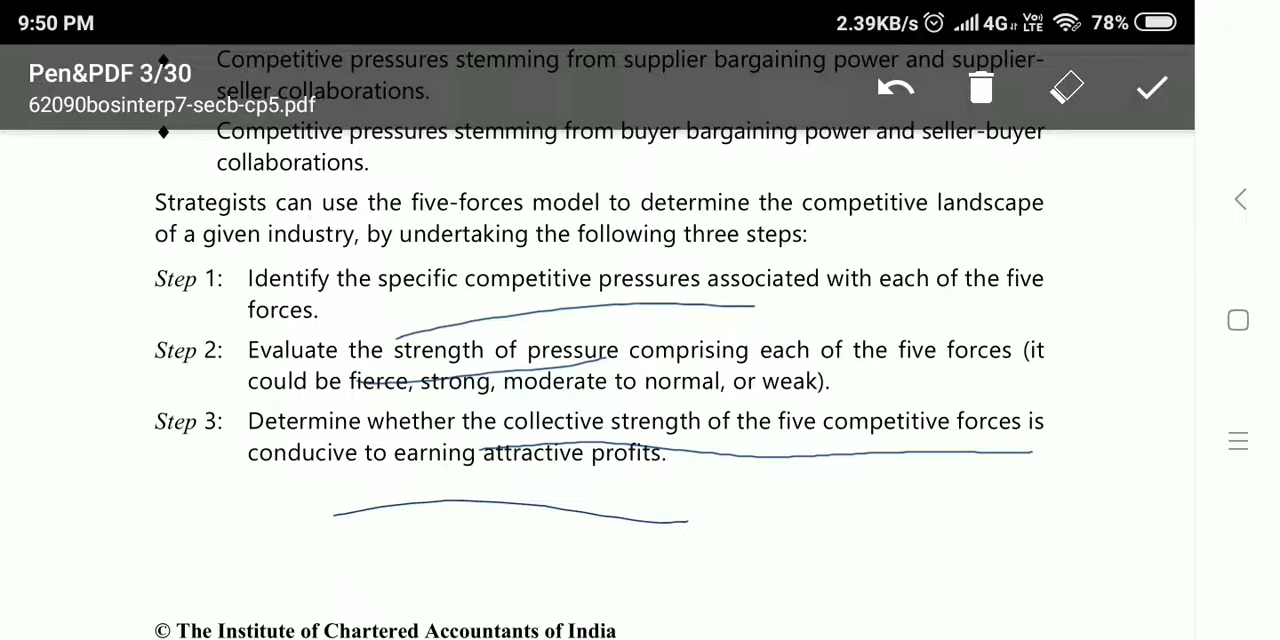 9:50 PM 2.39KB/s 4G VoLTE 78%
♦ Competitive pressures stemming from supplier bargaining power and supplier-
Pen&PDF 3/30
seller collaborations.
62090bosinterp7-secb-cp5.pdf
♦ Competitive pressures stemming from buyer bargaining power and seller-buyer
collaborations.
Strategists can use the five-forces model to determine the competitive landscape
of a given industry, by undertaking the following three steps:
Step 1: Identify the specific competitive pressures associated with each of the five
forces.
Step 2: Evaluate the strength of pressure comprising each of the five forces (it
could be fierce, strong, moderate to normal, or weak).
Step 3: Determine whether the collective strength of the five competitive forces is
conducive to earning attractive profits.
© The Institute of Chartered Accountants of India